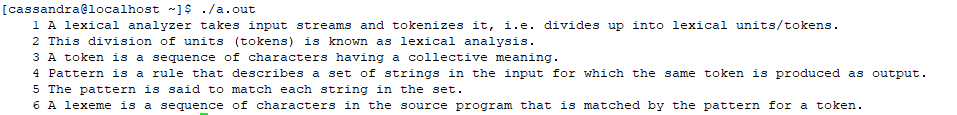 [cassandra@localhost ~]$ ./a.out
1 A lexical analyzer takes input streams and tokenizes it, i.e. divides up into lexical units/tokens.
2 This division of units (tokens) is known as lexical analysis.
3 A token is a sequence of characters having a collective meaning.
4 Pattern is a rule that describes a set of strings in the input for which the same token is produced as output.
5 The pattern is said to match each string in the set.
6 A lexeme is a sequence of characters in the source program that is matched by the pattern for a token.